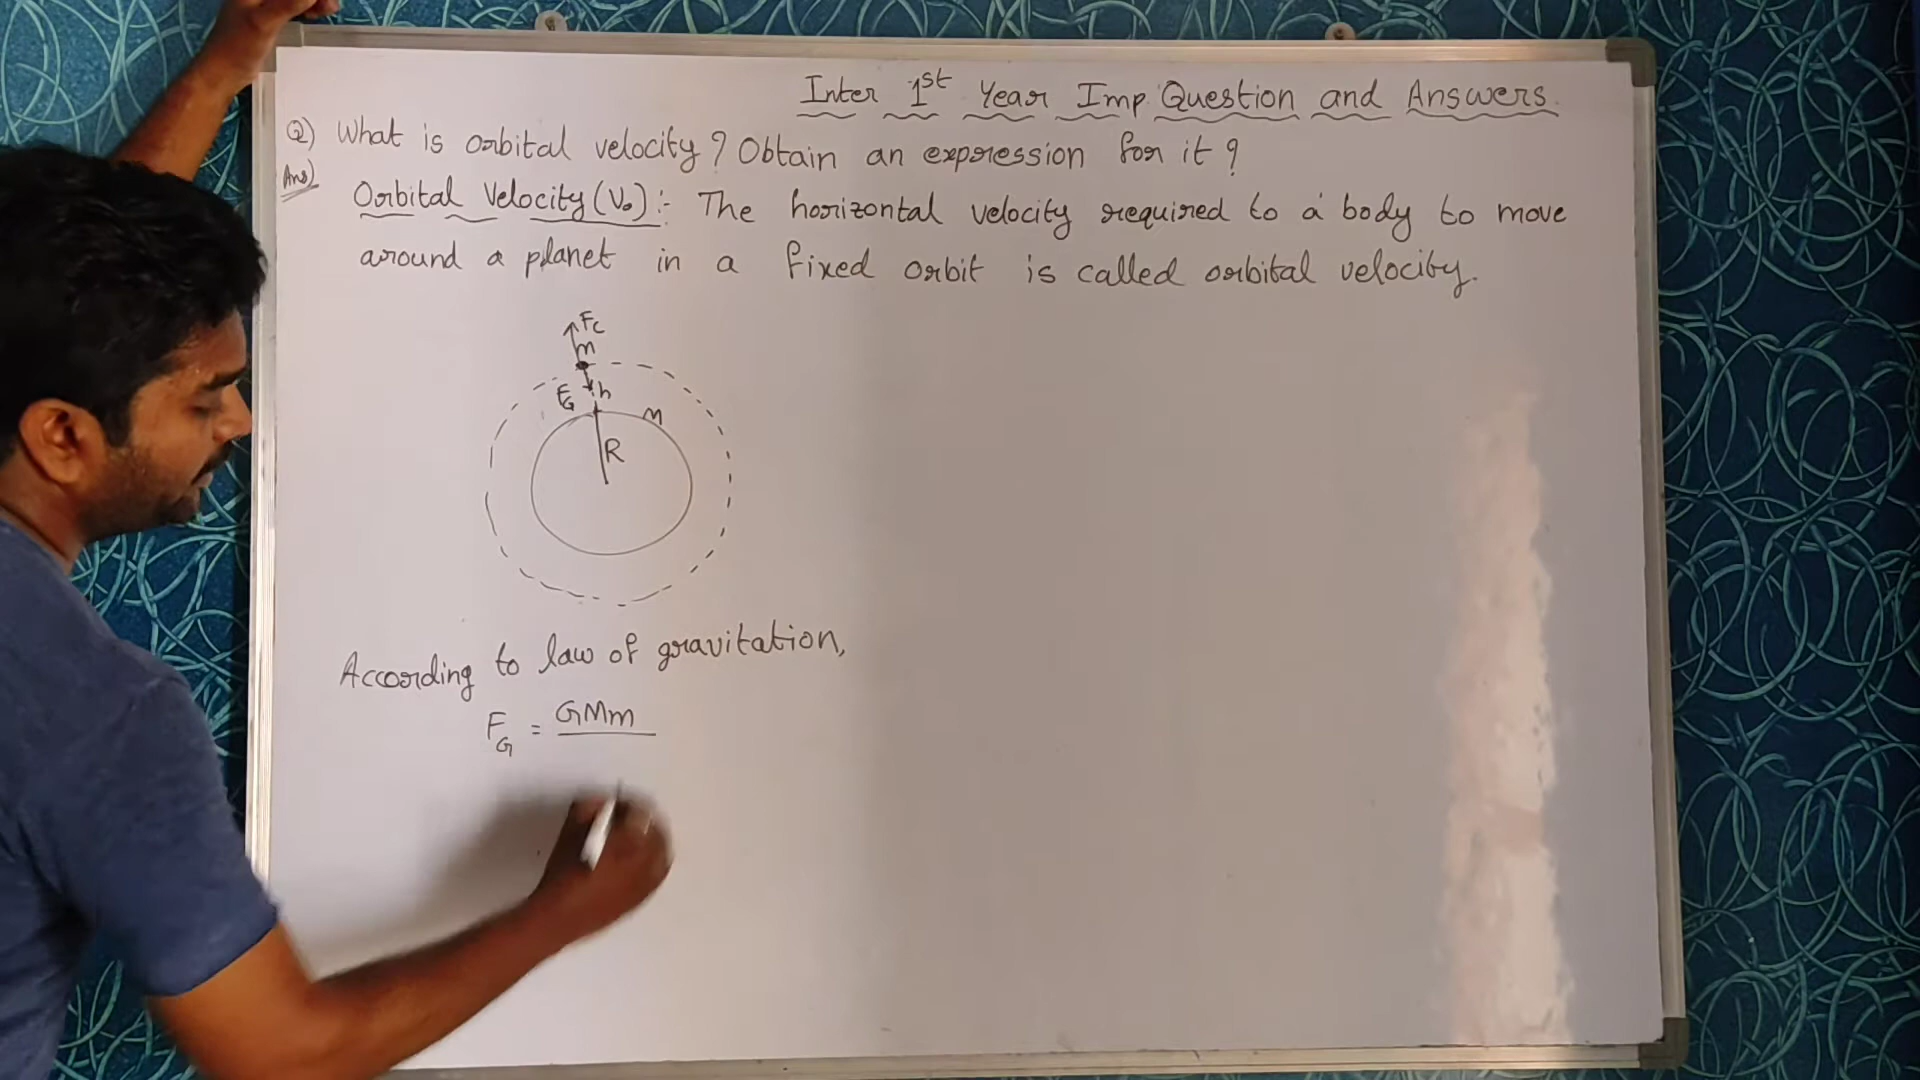 Inter 1st Year Imp. Question and Answers.
Q) What is orbital velocity? Obtain an expression for it?
Ans)
Orbital Velocity (V₀):- The horizontal velocity required to a body to move
around a planet in a fixed orbit is called orbital velocity.
Fc
m
FG
h
M
R
According to law of gravitation,
FG = GMm